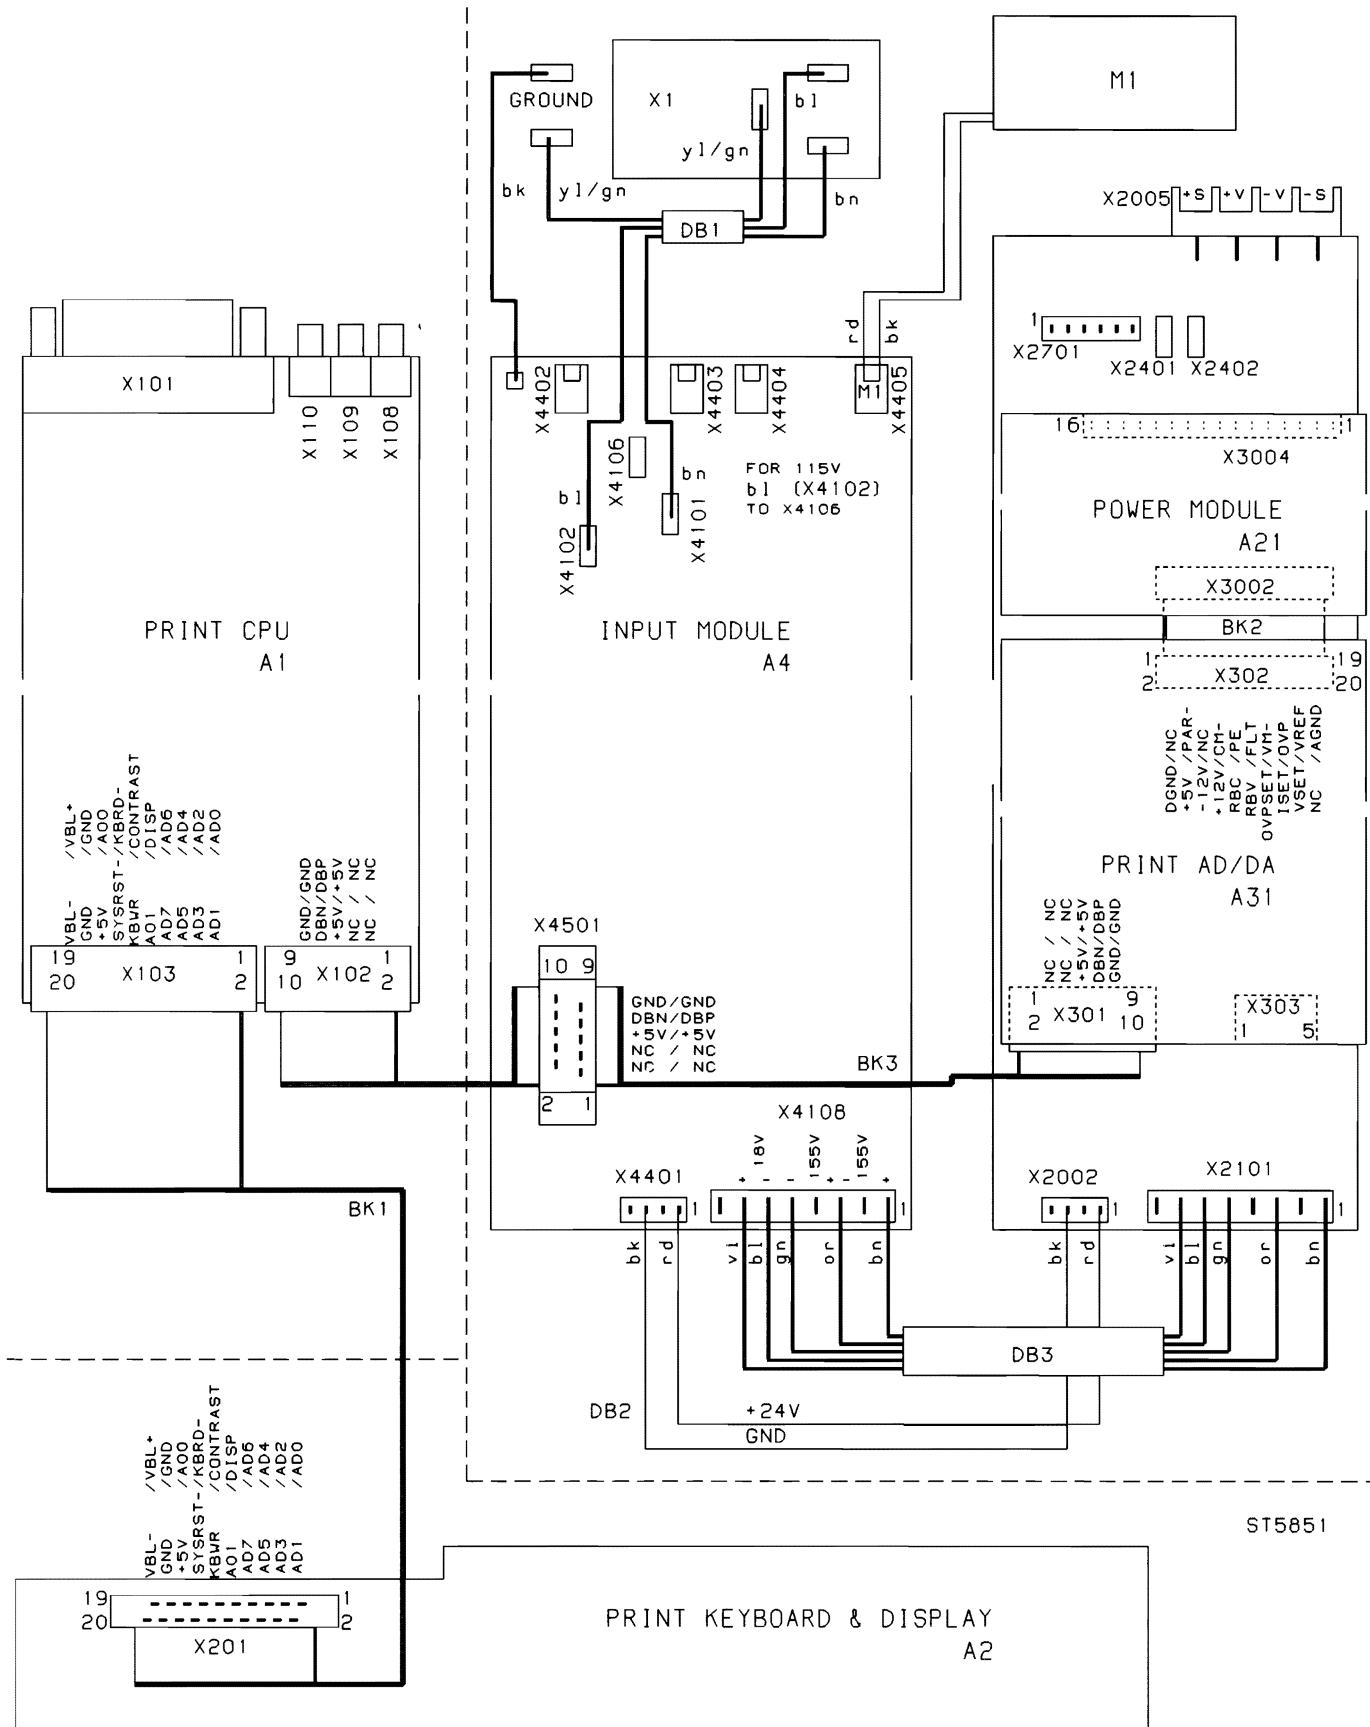 GROUND
X1
bl
M1
yl/gn
bk
yl/gn
bn
DB1
X2005
+S
+V
-V
-S
rd
bk
1
X2701
X2401
X2402
X101
X110
X109
X108
X4402
X4403
X4404
M1
X4405
X4106
bn
bl
X4101
X4102
FOR 115V
bl (X4102)
TO X4106
16
1
X3004
POWER MODULE
A21
X3002
BK2
1
19
2
X302
20
PRINT CPU
A1
INPUT MODULE
A4
DGND/NC
+5V /PAR-
-12V/NC
+12V/CM-
RBC /PE
RBV /FLT
OVPSET/VM-
ISET/OVP
VSET/VREF
NC /AGND
PRINT AD/DA
A31
VBL- /VBL+
GND /GND
+5V /A00
SYSRST-/KBRD-
KBWR /CONTRAST
A01 /DISP
AD7 /AD6
AD5 /AD4
AD3 /AD2
AD1 /AD0
GND/GND
DBN/DBP
+5V/+5V
NC / NC
NC / NC
19
1
20
X103
2
9
1
10
X102
2
X4501
10 9
GND/GND
DBN/DBP
+5V/+5V
NC / NC
NC / NC
2 1
NC / NC
NC / NC
+5V/+5V
DBN/DBP
GND/GND
1
9
2
X301
10
X303
1
5
BK3
X4108
+
18V
-
-
155V
+
-
155V
+
X4401
1
1
X2002
1
X2101
1
BK1
bk
rd
vi
bl
gn
or
bn
bk
rd
vi
bl
gn
or
bn
DB3
DB2
+24V
GND
VBL- /VBL+
GND /GND
+5V /A00
SYSRST-/KBRD-
KBWR /CONTRAST
A01 /DISP
AD7 /AD6
AD5 /AD4
AD3 /AD2
AD1 /AD0
ST5851
19
1
20
2
X201
PRINT KEYBOARD & DISPLAY
A2